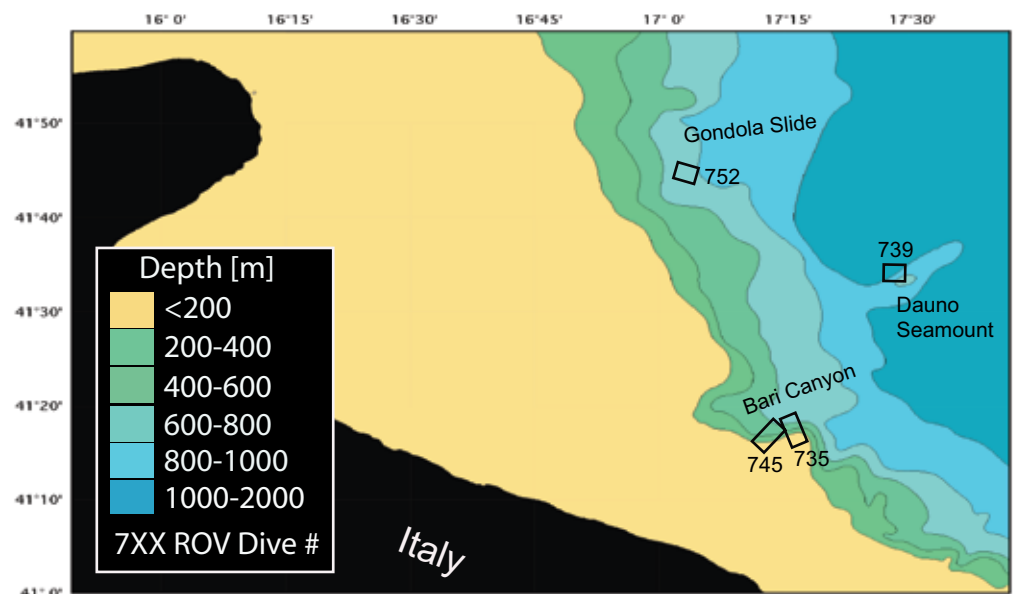 16° 0' 16°15' 16°30' 16°45' 17° 0' 17°15' 17°30'
41°50'
41°40'
41°30'
41°20'
41°10'
41° 0'
Gondola Slide
752
739
Dauno
Seamount
Bari Canyon
745
735
Italy
Depth [m]
<200
200-400
400-600
600-800
800-1000
1000-2000
7XX ROV Dive #